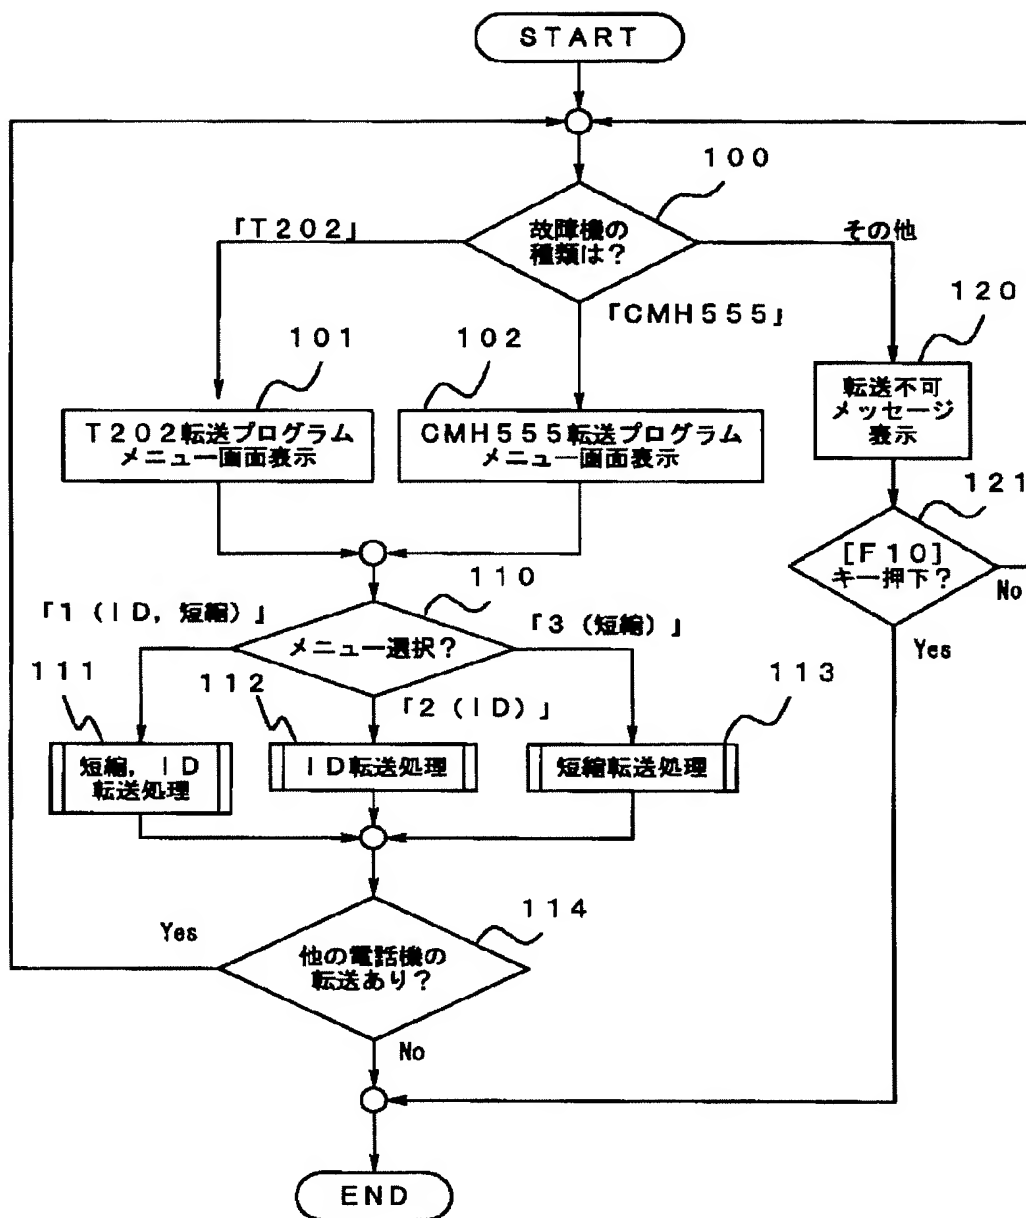 START
100
「T202」
故障機の
種類は?
その他
「CMH555」
120
101
102
転送不可
メッセージ
表示
T202転送プログラム
メニュー画面表示
CMH555転送プログラム
メニュー画面表示
121
[F10]
キー押下?
No
Yes
110
「1(ID,短縮)」
メニュー選択?
「3(短縮)」
111
112
「2(ID)」
113
短縮,ID
転送処理
ID転送処理
短縮転送処理
114
Yes
他の電話機の
転送あり?
No
END